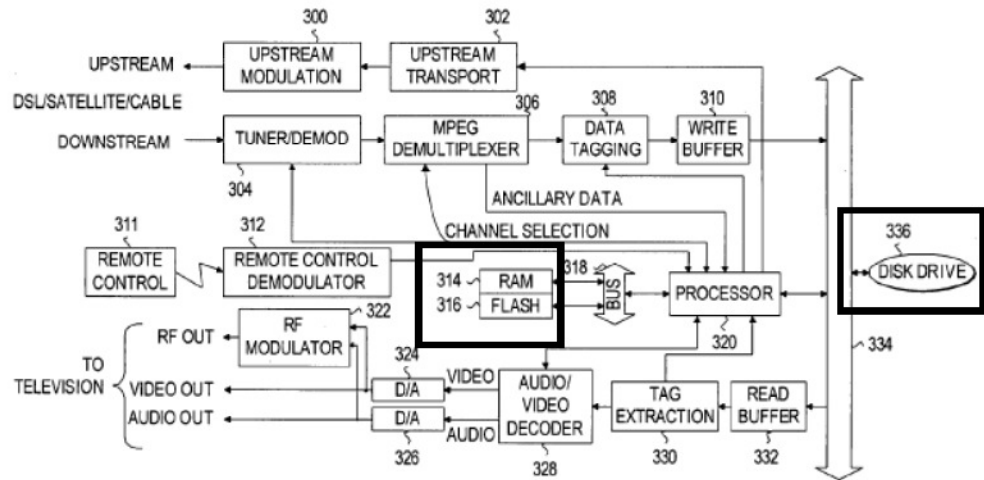 300
302
UPSTREAM
UPSTREAM
MODULATION
UPSTREAM
TRANSPORT
DSL/SATELLITE/CABLE
306
308
310
DOWNSTREAM
TUNER/DEMOD
MPEG
DEMULTIPLEXER
DATA
TAGGING
WRITE
BUFFER
304
ANCILLARY DATA
311
312
CHANNEL SELECTION
336
REMOTE
CONTROL
REMOTE CONTROL
DEMODULATOR
314
RAM
318
316
FLASH
BUS
PROCESSOR
DISK DRIVE
322
320
RF OUT
RF
MODULATOR
334
TO
TELEVISION
324
VIDEO OUT
D/A
VIDEO
AUDIO/
VIDEO
DECODER
TAG
EXTRACTION
READ
BUFFER
AUDIO OUT
D/A
AUDIO
326
328
330
332